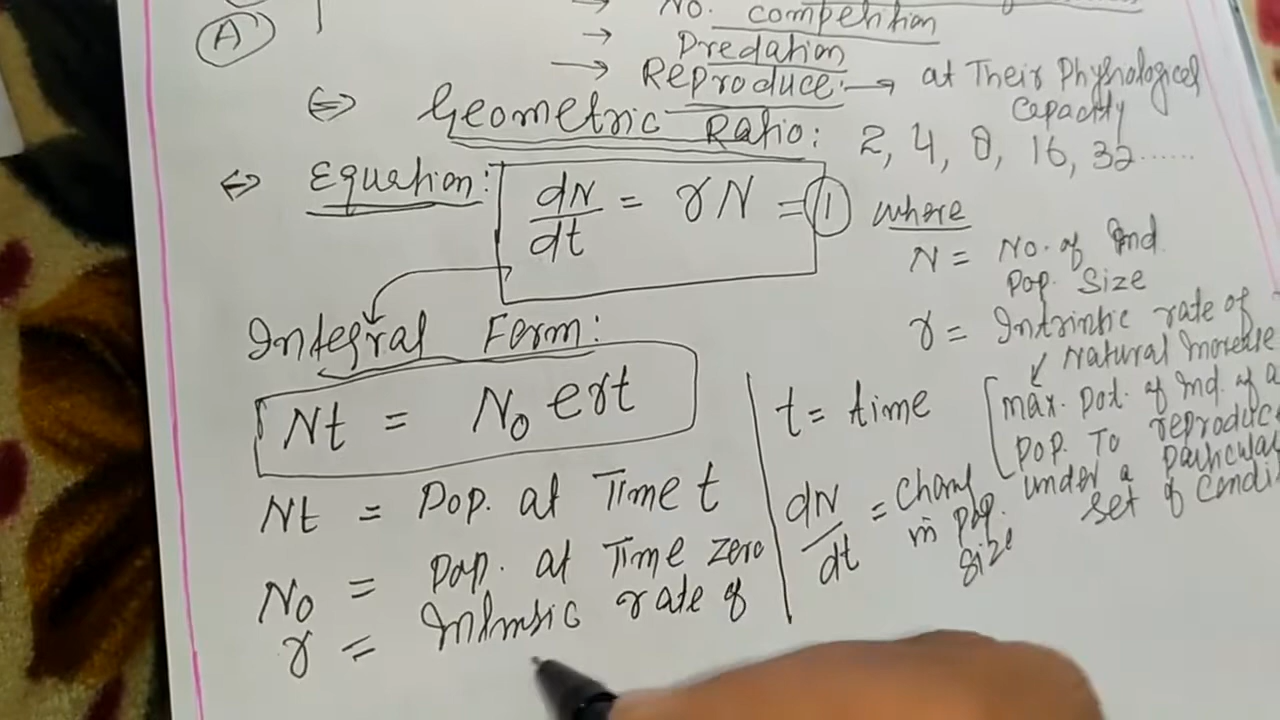 → No. competition
(A)
→ Predation
→ Reproduce: → at Their Physiological Capacity
⇔ Geometric Ratio: 2, 4, 8, 16, 32......
⇔ Equation: dN/dt = rN = (1) where
N = No. of Ind.
Pop. Size
Integral Form:
r = Intrinsic rate of
Natural Increase
Nt = N₀ ert
t = time
[max. pot. of Ind. of a
pop. To reproduce
under a particular
set of Condi
Nt = Pop. at Time t
dN/dt = Chang in pop. size
N₀ = Pop. at Time zero
r = Intrinsic rate of